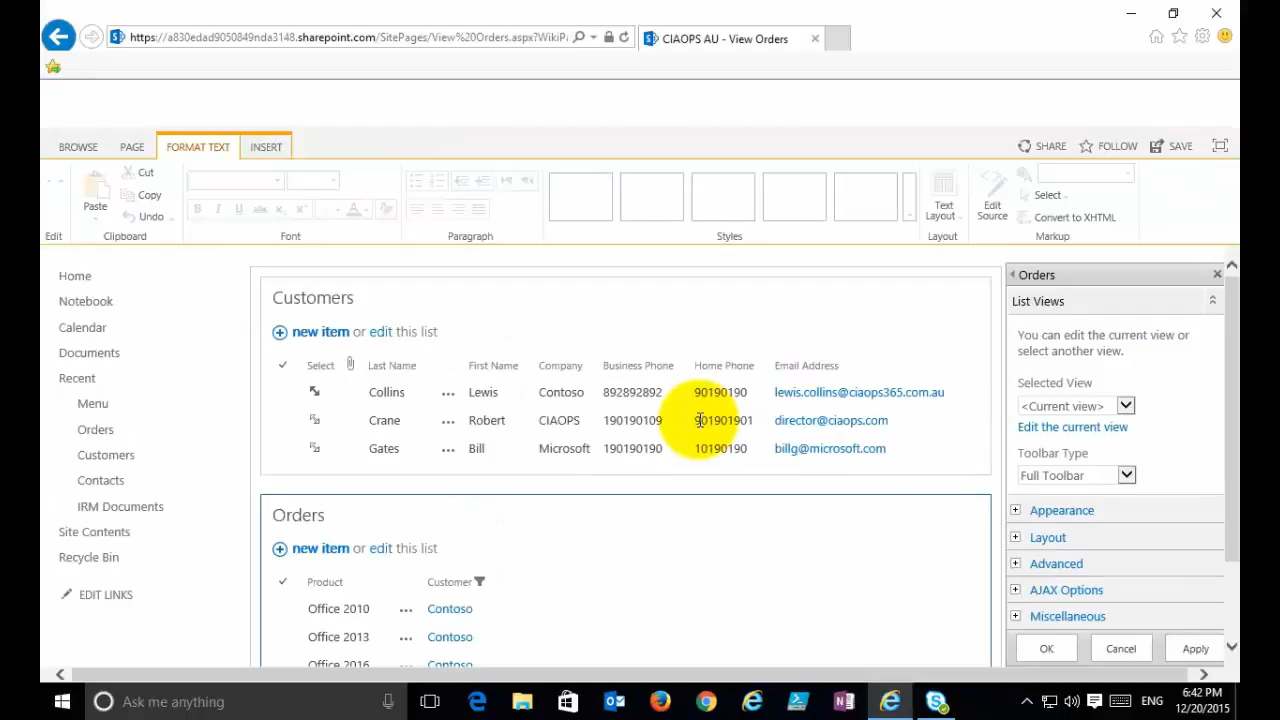 https://a830edad9050849nda3148.sharepoint.com/SitePages/View%20Orders.aspx?WikiPa
CIAOPS AU - View Orders
BROWSE PAGE FORMAT TEXT INSERT SHARE FOLLOW SAVE
Paste Cut Copy Undo
B I U abc
Text Layout Edit Source Select Convert to XHTML
Edit Clipboard Font Paragraph Styles Layout Markup
Home
Notebook
Calendar
Documents
Recent
Menu
Orders
Customers
Contacts
IRM Documents
Site Contents
Recycle Bin
EDIT LINKS
Customers
new item or edit this list
Select Last Name First Name Company Business Phone Home Phone Email Address
Collins ... Lewis Contoso 892892892 90190190 lewis.collins@ciaops365.com.au
Crane ... Robert CIAOPS 190190109 901901901 director@ciaops.com
Gates ... Bill Microsoft 190190190 10190190 billg@microsoft.com
Orders
new item or edit this list
Product Customer
Office 2010 ... Contoso
Office 2013 ... Contoso
Office 2016 ... Contoso
Orders
List Views
You can edit the current view or
select another view.
Selected View
<Current view>
Edit the current view
Toolbar Type
Full Toolbar
Appearance
Layout
Advanced
AJAX Options
Miscellaneous
OK Cancel Apply
Ask me anything
ENG
6:42 PM
12/20/2015